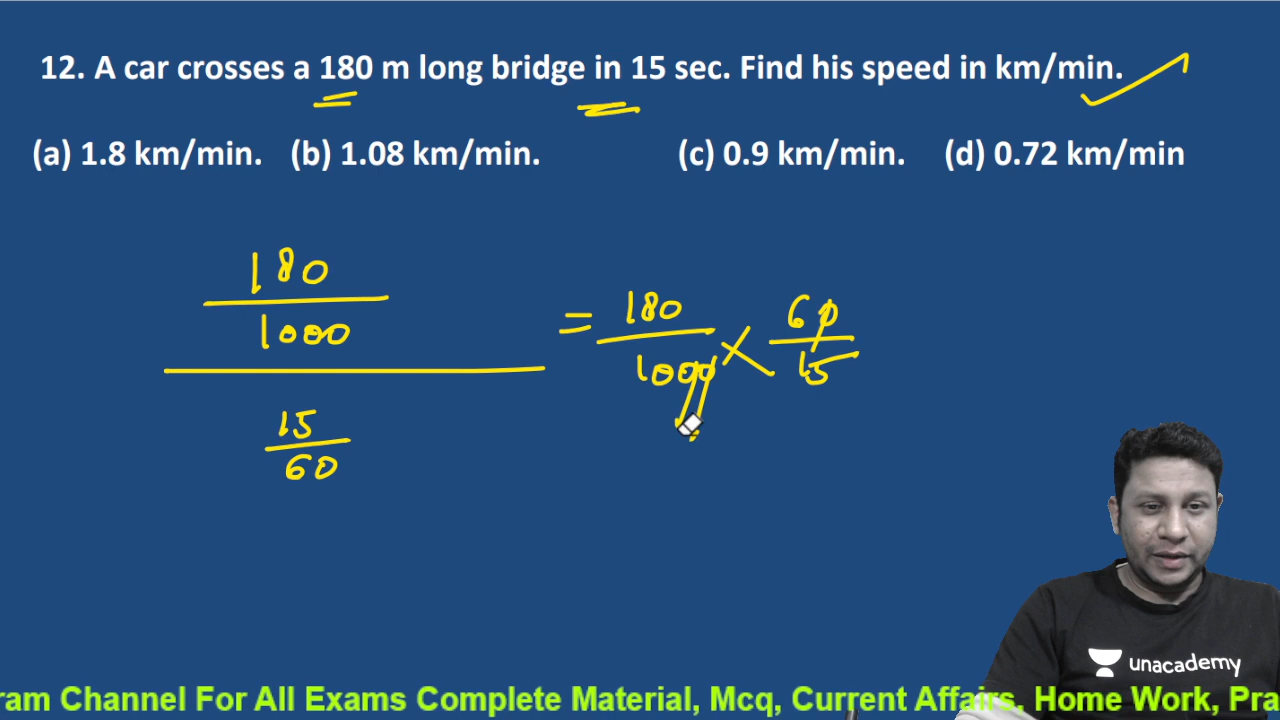 12. A car crosses a 180 m long bridge in 15 sec. Find his speed in km/min.
(a) 1.8 km/min. (b) 1.08 km/min. (c) 0.9 km/min. (d) 0.72 km/min
180
1000
15
60
= 180 × 60
1000 15
unacademy
ram Channel For All Exams Complete Material, Mcq, Current Affairs, Home Work, Pra